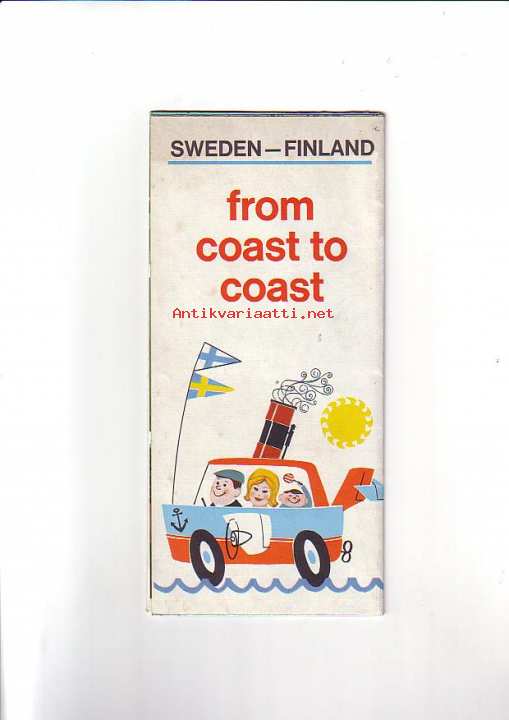 SWEDEN—FINLAND
from
coast to
coast
Antikvariaatti.net